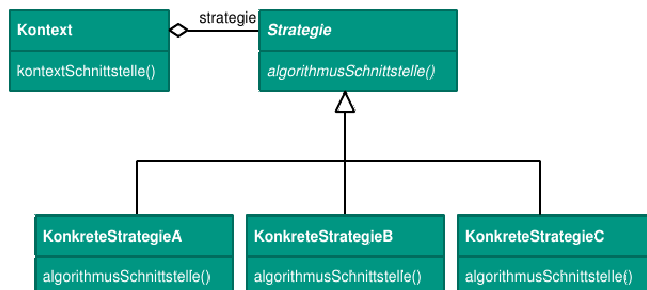 strategie
Kontext
kontextSchnittstelle()
Strategie
algorithmusSchnittstelle()
KonkreteStrategieA
algorithmusSchnittstelle()
KonkreteStrategieB
algorithmusSchnittstelle()
KonkreteStrategieC
algorithmusSchnittstelle()